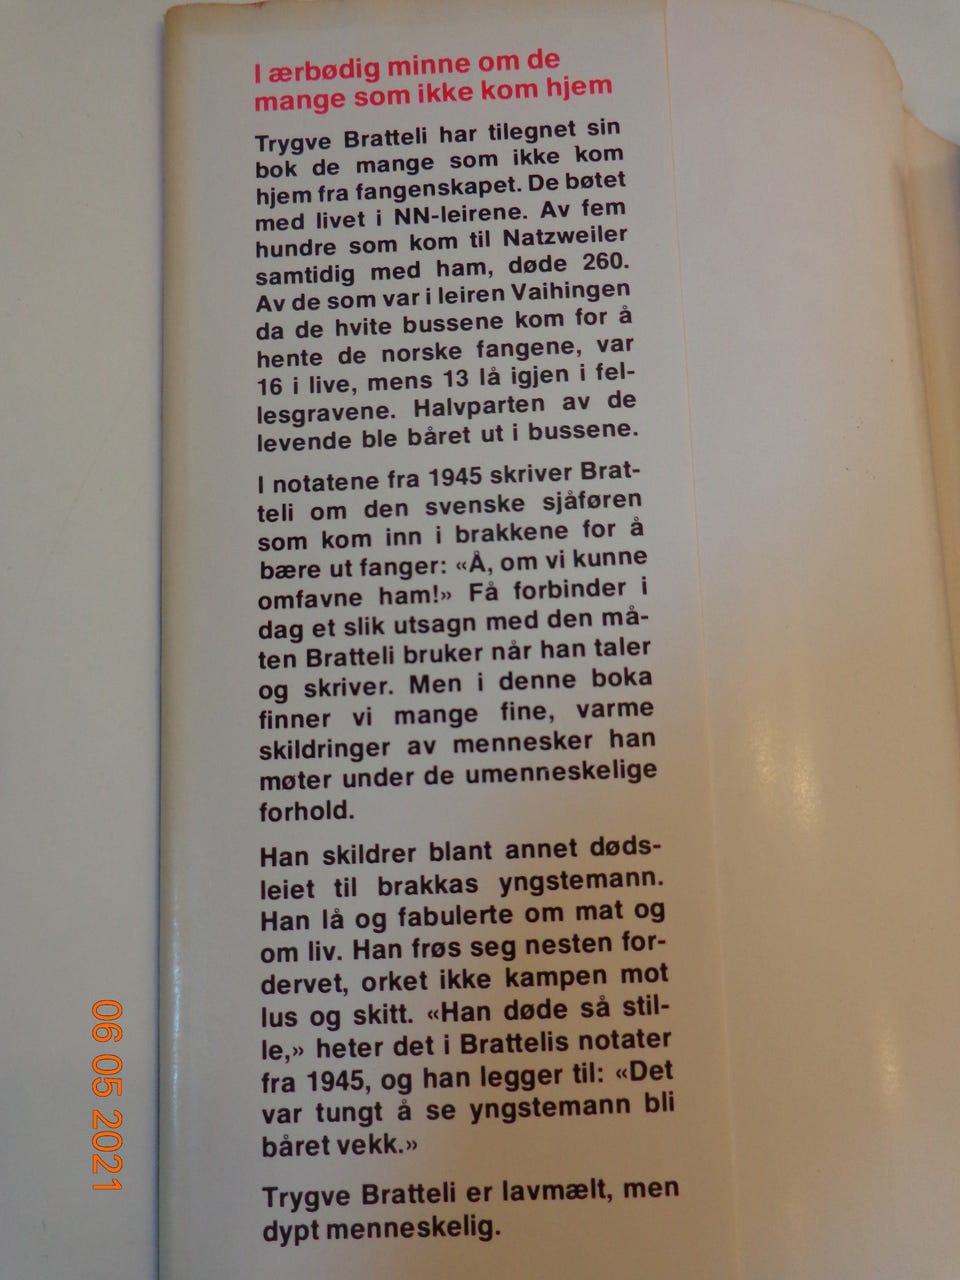 I ærbødig minne om de
mange som ikke kom hjem
Trygve Bratteli har tilegnet sin
bok de mange som ikke kom
hjem fra fangenskapet. De bøtet
med livet i NN-leirene. Av fem
hundre som kom til Natzweiler
samtidig med ham, døde 260.
Av de som var i leiren Vaihingen
da de hvite bussene kom for å
hente de norske fangene, var
16 i live, mens 13 lå igjen i fel-
lesgravene. Halvparten av de
levende ble båret ut i bussene.
I notatene fra 1945 skriver Brat-
teli om den svenske sjåføren
som kom inn i brakkene for å
bære ut fanger: «Å, om vi kunne
omfavne ham!» Få forbinder i
dag et slik utsagn med den må-
ten Bratteli bruker når han taler
og skriver. Men i denne boka
finner vi mange fine, varme
skildringer av mennesker han
møter under de umenneskelige
forhold.
Han skildrer blant annet døds-
leiet til brakkas yngstemann.
Han lå og fabulerte om mat og
om liv. Han frøs seg nesten for-
dervet, orket ikke kampen mot
lus og skitt. «Han døde så stil-
le,» heter det i Brattelis notater
fra 1945, og han legger til: «Det
var tungt å se yngstemann bli
båret vekk.»
Trygve Bratteli er lavmælt, men
dypt menneskelig.
06 05 2021